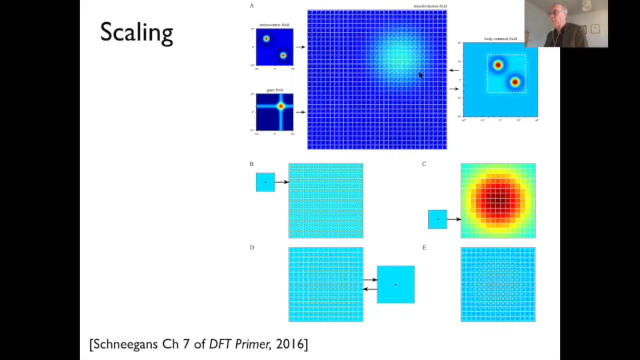 Scaling
A
transformation field
retinocentric field
body-centered field
gaze field
B
C
D
E
[Schneegans Ch 7 of DFT Primer, 2016]